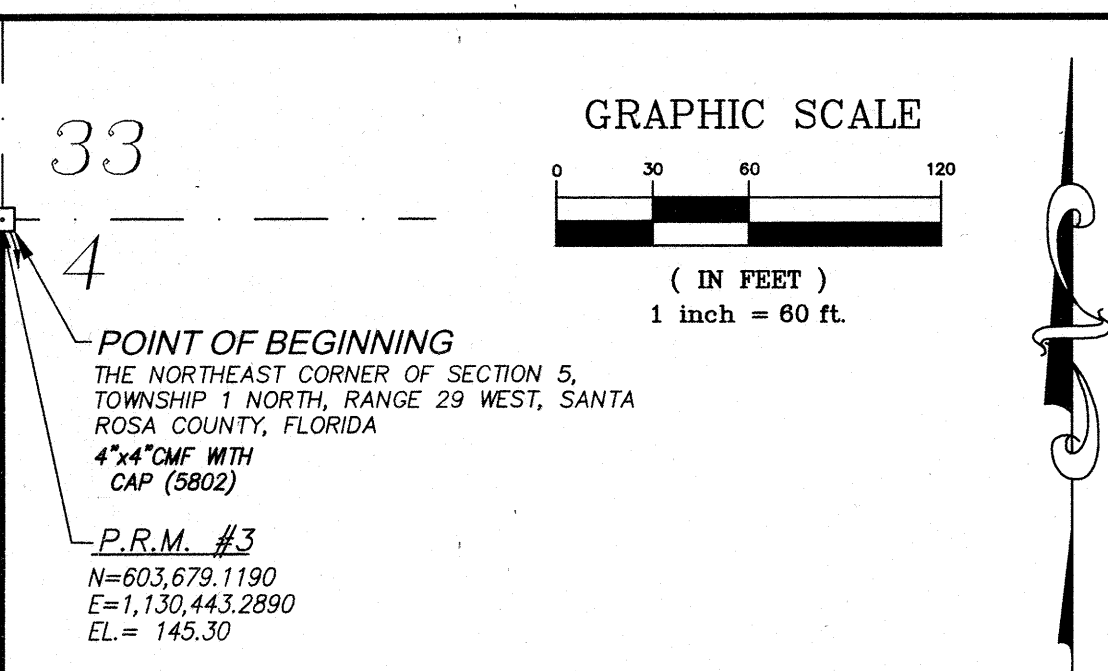 33
4
GRAPHIC SCALE
0 30 60 120
( IN FEET )
1 inch = 60 ft.
POINT OF BEGINNING
THE NORTHEAST CORNER OF SECTION 5,
TOWNSHIP 1 NORTH, RANGE 29 WEST, SANTA
ROSA COUNTY, FLORIDA
4"x4"CMF WITH
CAP (5802)
P.R.M. #3
N=603,679.1190
E=1,130,443.2890
EL.= 145.30